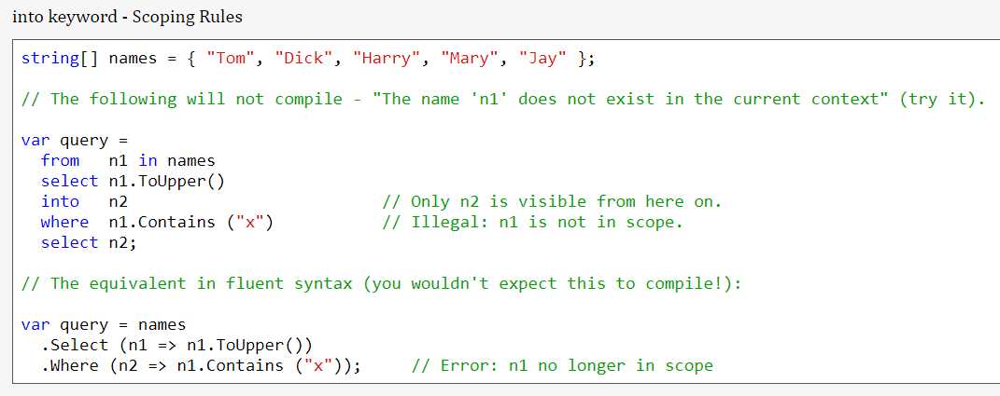 into keyword - Scoping Rules
string[] names = { "Tom", "Dick", "Harry", "Mary", "Jay" };
// The following will not compile - "The name 'n1' does not exist in the current context" (try it).
var query =
  from   n1 in names
  select n1.ToUpper()
  into   n2                          // Only n2 is visible from here on.
  where  n1.Contains ("x")           // Illegal: n1 is not in scope.
  select n2;
// The equivalent in fluent syntax (you wouldn't expect this to compile!):
var query = names
  .Select (n1 => n1.ToUpper())
  .Where (n2 => n1.Contains ("x"));     // Error: n1 no longer in scope